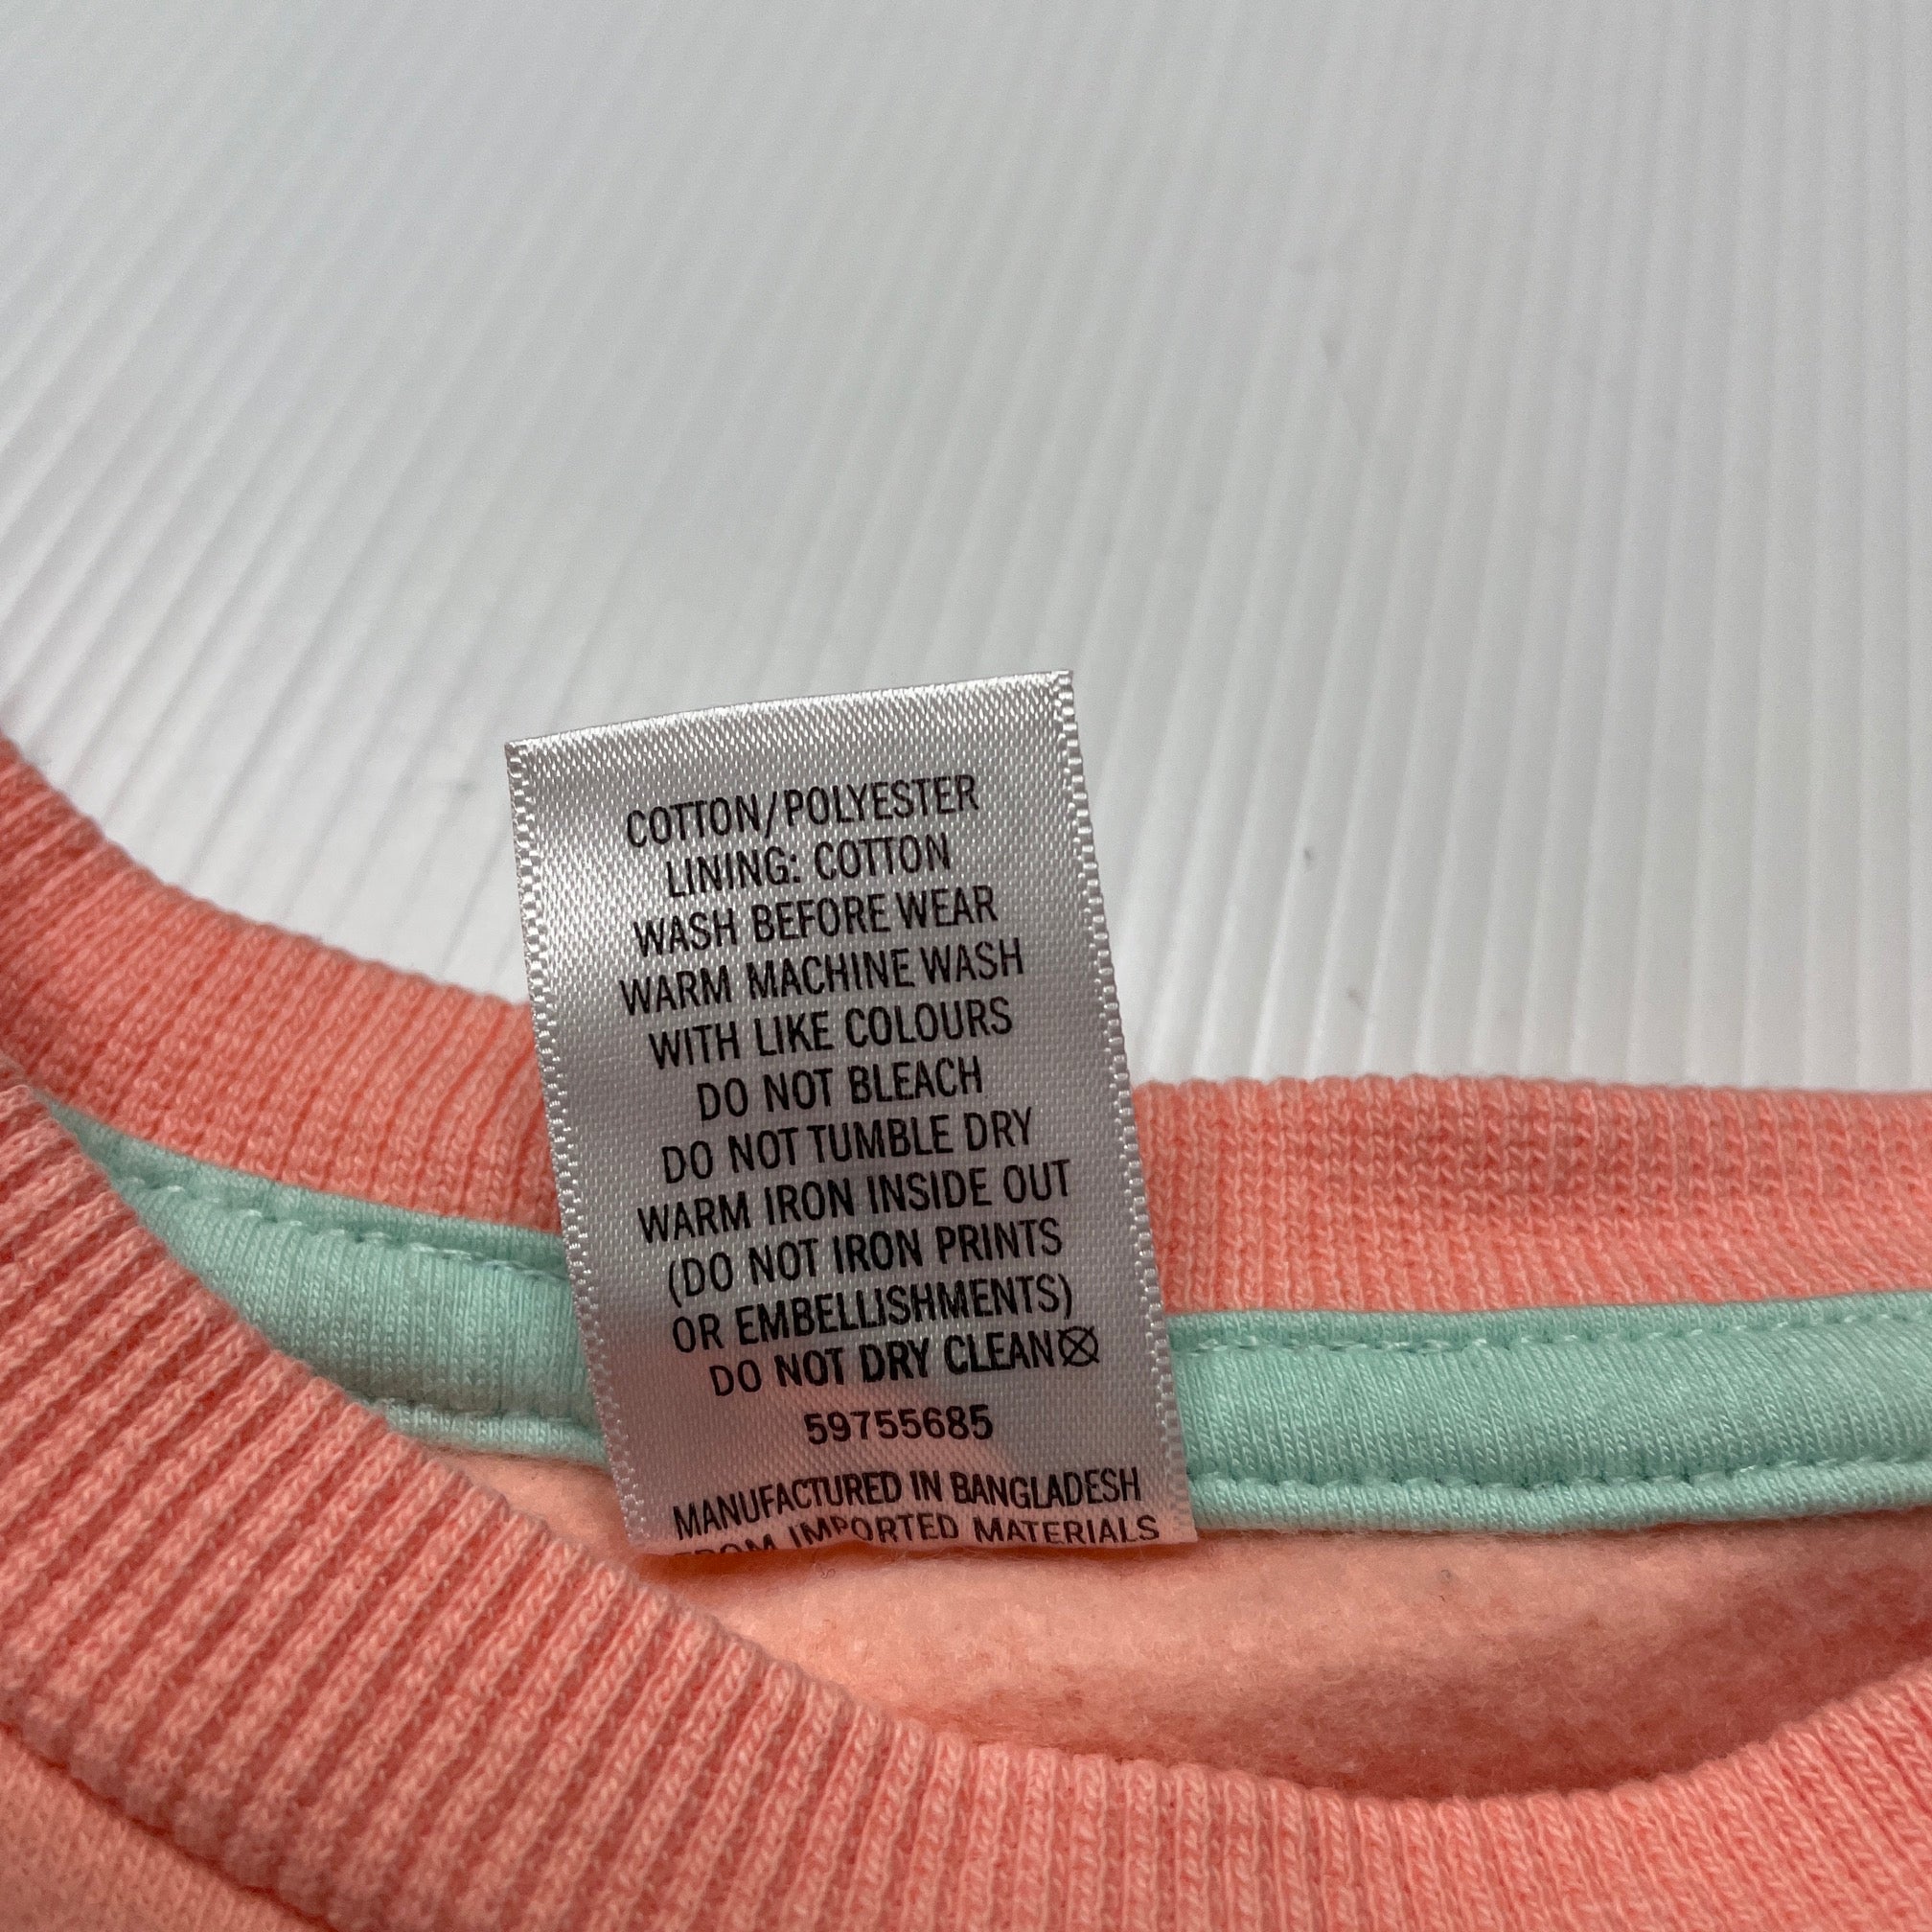 COTTON/POLYESTER
LINING: COTTON
WASH BEFORE WEAR
WARM MACHINE WASH
WITH LIKE COLOURS
DO NOT BLEACH
DO NOT TUMBLE DRY
WARM IRON INSIDE OUT
(DO NOT IRON PRINTS
OR EMBELLISHMENTS)
DO NOT DRY CLEAN
59755685
MANUFACTURED IN BANGLADESH
FROM IMPORTED MATERIALS